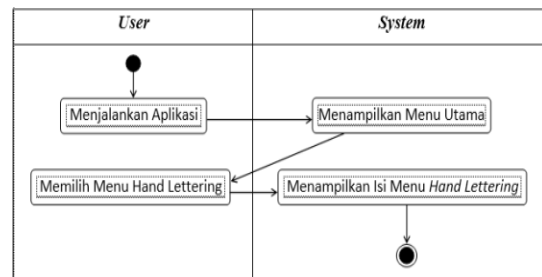 User
System
Menjalankan Aplikasi
Menampilkan Menu Utama
Memilih Menu Hand Lettering
Menampilkan Isi Menu Hand Lettering